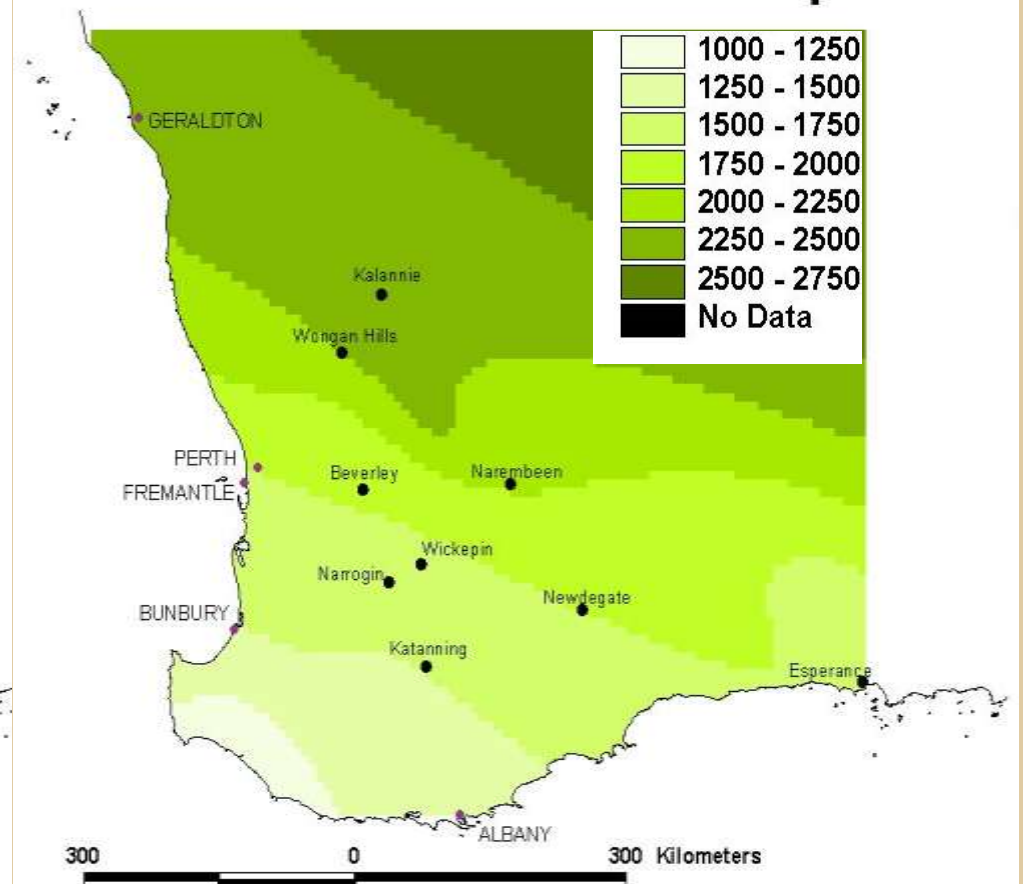 1000 - 1250
1250 - 1500
1500 - 1750
1750 - 2000
2000 - 2250
2250 - 2500
2500 - 2750
No Data
GERALDTON
Kalannie
Wongan Hills
PERTH
Beverley
Narembeen
FREMANTLE
Wickepin
Narrogin
Newdegate
BUNBURY
Katanning
Esperance
ALBANY
300 0 300 Kilometers